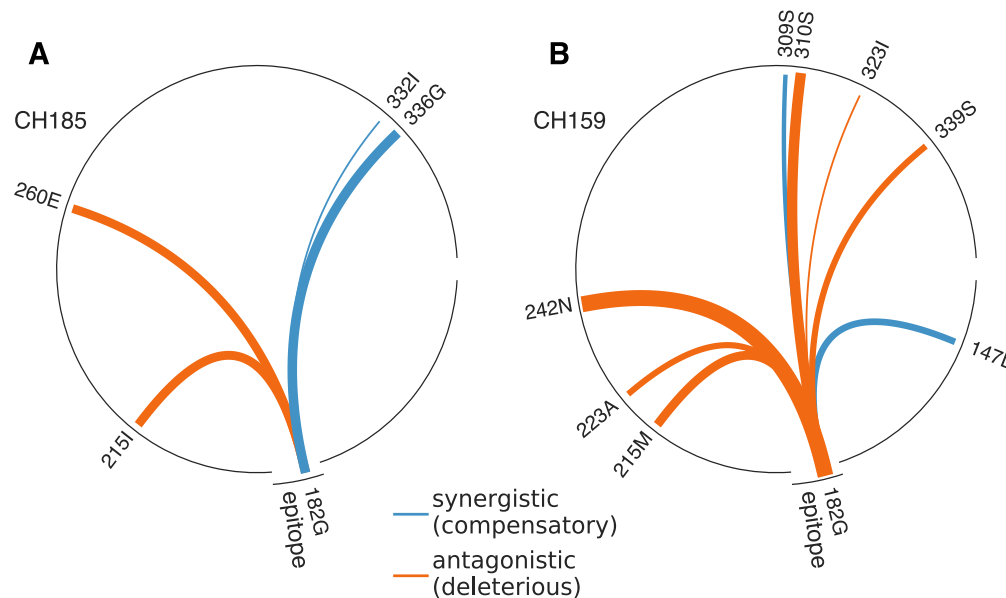 A
CH185
260E
215I
332I
336G
182G
epitope
B
CH159
309S
310S
323I
339S
242N
223A
215M
182G
epitope
synergistic
(compensatory)
antagonistic
(deleterious)